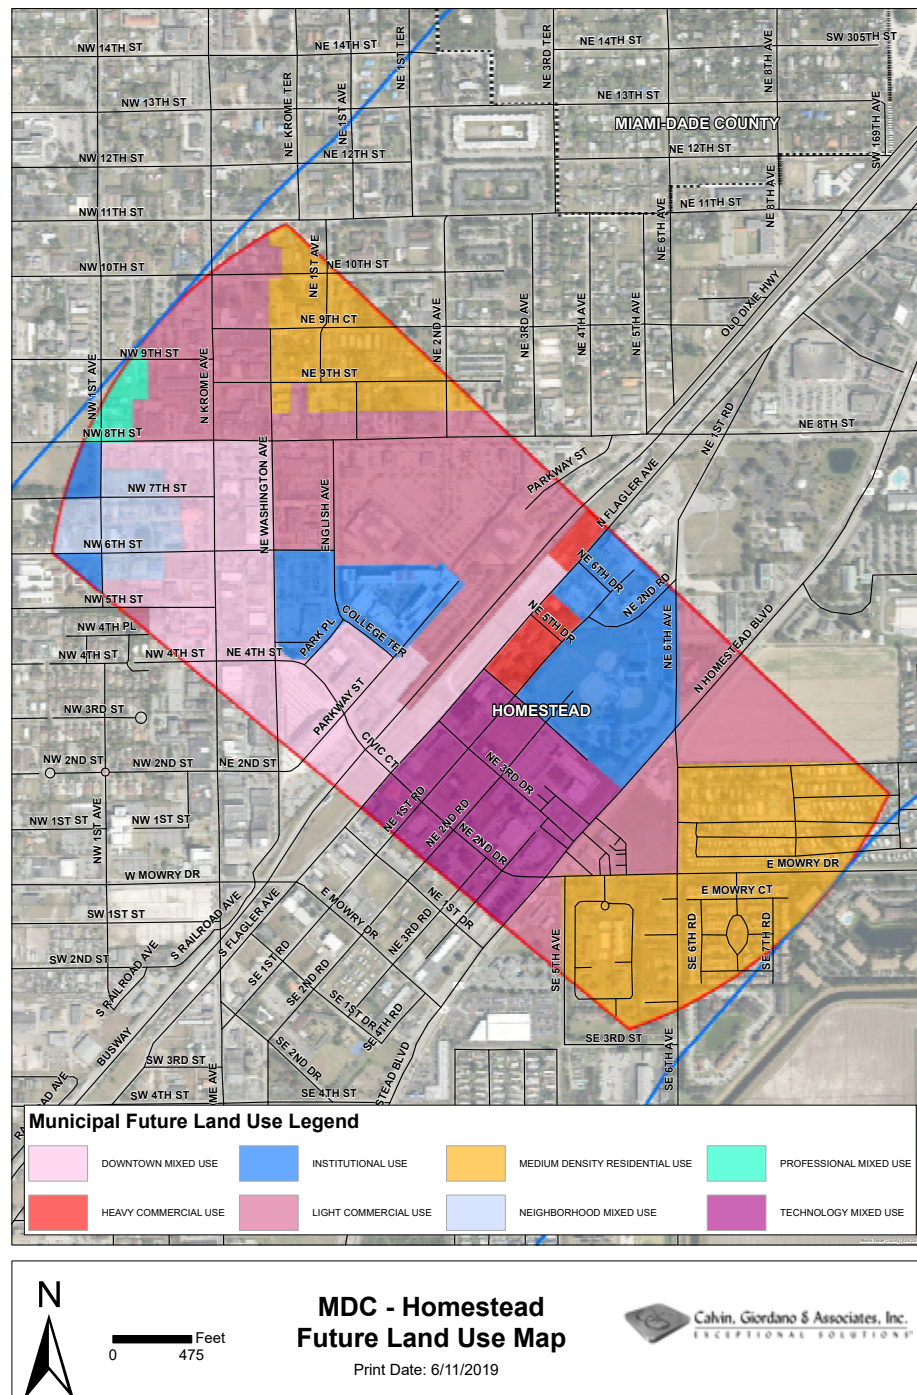 NW 14TH ST
NE 14TH ST
NE 1ST TER
NE 3RD TER
NE 14TH ST
NE 8TH AVE
SW 305TH ST
NE KROME TER
NE 1ST AVE
NW 13TH ST
NE 13TH ST
MIAMI-DADE COUNTY
SW 169TH AVE
NW 12TH ST
NE 12TH ST
NE 12TH ST
NE 8TH AVE
NW 11TH ST
NE 6TH AVE
NE 11TH ST
NE 1ST AVE
NW 10TH ST
NE 10TH ST
OLD DIXIE HWY
NE 9TH CT
NE 2ND AVE
NE 3RD AVE
NE 4TH AVE
NE 5TH AVE
NW 9TH ST
NW 1ST AVE
N KROME AVE
NE 9TH ST
NE 1ST RD
NW 8TH ST
NE 8TH ST
NE WASHINGTON AVE
ENGLISH AVE
PARKWAY ST
N FLAGLER AVE
NW 7TH ST
NW 6TH ST
NE 6TH DR
NE 2ND RD
NW 5TH ST
NE 5TH DR
NE 6TH AVE
N HOMESTEAD BLVD
NW 4TH PL
PARK PL
COLLEGE TER
NW 4TH ST
NW 4TH ST
NE 4TH ST
PARKWAY ST
NW 3RD ST
HOMESTEAD
CIVIC CT
NE 3RD DR
NW 2ND ST
NW 2ND ST
NE 2ND ST
NE 1ST RD
NE 2ND RD
NE 2ND DR
NW 1ST AVE
NW 1ST ST
NW 1ST ST
E MOWRY DR
W MOWRY DR
E MOWRY CT
E MOWRY DR
NE 1ST DR
NE 3RD RD
SW 1ST ST
S RAILROAD AVE
S FLAGLER AVE
SE 5TH AVE
SE 6TH RD
SE 7TH RD
SW 2ND ST
S RAILROAD AVE
SE 1ST RD
SE 2ND RD
SE 1ST DR
SE 4TH RD
BUSWAY
SE 3RD ST
SE 6TH AVE
SW 3RD ST
SE 2ND DR
STEAD BLVD
SW 4TH ST
SE 4TH ST
ME AVE
AD AVE
Municipal Future Land Use Legend
DOWNTOWN MIXED USE
INSTITUTIONAL USE
MEDIUM DENSITY RESIDENTIAL USE
PROFESSIONAL MIXED USE
HEAVY COMMERCIAL USE
LIGHT COMMERCIAL USE
NEIGHBORHOOD MIXED USE
TECHNOLOGY MIXED USE
N
Feet
0 475
MDC - Homestead
Future Land Use Map
Print Date: 6/11/2019
Calvin, Giordano & Associates, Inc.
EXCEPTIONAL SOLUTIONS